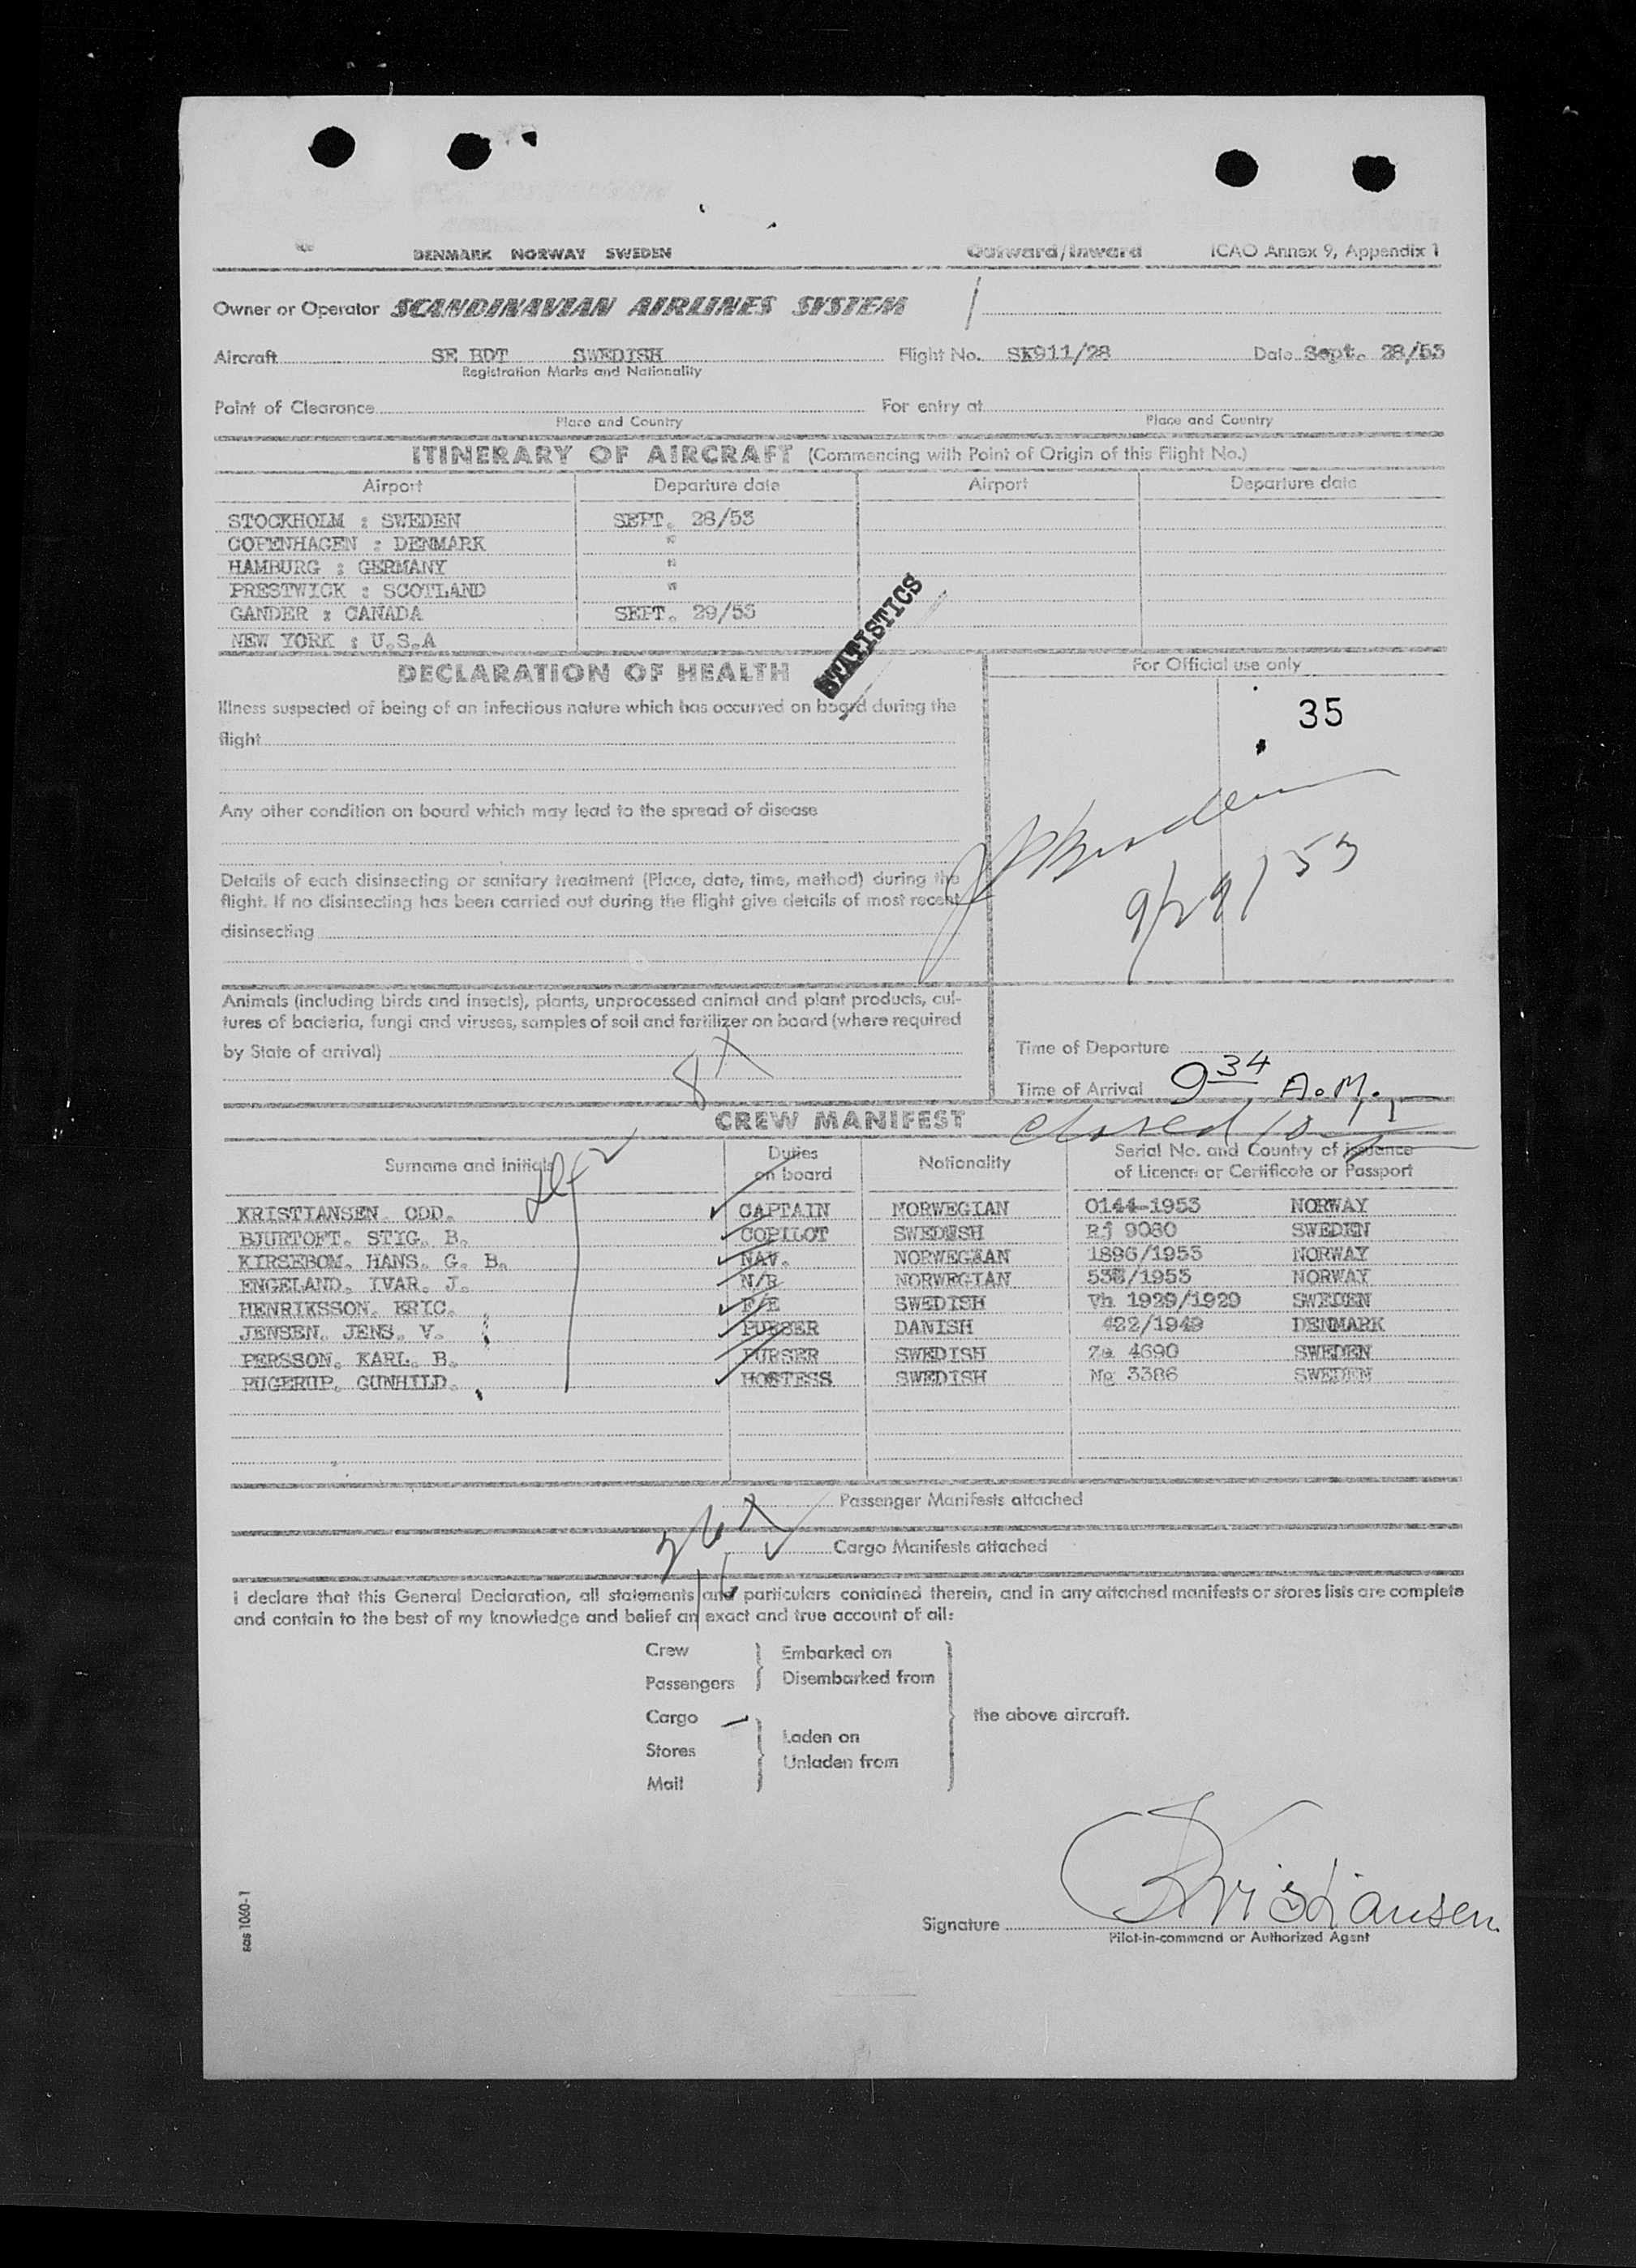 DENMARK NORWAY SWEDEN Outward/Inward ICAO Annex 9, Appendix 1
Owner or Operator SCANDINAVIAN AIRLINES SYSTEM
Aircraft SE BDT SWEDISH Flight No. SK911/28 Date Sept. 28/53
Registration Marks and Nationality
Point of Clearance For entry at
Place and Country Place and Country
ITINERARY OF AIRCRAFT (Commencing with Point of Origin of this Flight No.)
Airport Departure date Airport Departure date
STOCKHOLM : SWEDEN SEPT. 28/53
COPENHAGEN : DENMARK "
HAMBURG : GERMANY "
PRESTWICK : SCOTLAND "
GANDER : CANADA SEPT. 29/53
NEW YORK : U.S.A
STATISTICS
DECLARATION OF HEALTH For Official use only
35
Illness suspected of being of an infectious nature which has occurred on board during the
flight
Any other condition on board which may lead to the spread of disease
9/29/53
Details of each disinsecting or sanitary treatment (Place, date, time, method) during the
flight. If no disinsecting has been carried out during the flight give details of most recent
disinsecting
Animals (including birds and insects), plants, unprocessed animal and plant products, cul-
tures of bacteria, fungi and viruses, samples of soil and fertilizer on board (where required
by State of arrival)
Time of Departure
Time of Arrival 9 34 A.M.
CREW MANIFEST closed
Surname and initials Duties on board Nationality Serial No. and Country of issuance
of Licence or Certificate or Passport
KRISTIANSEN. ODD. CAPTAIN NORWEGIAN 0144-1953 NORWAY
BJURTOFT. STIG. B. COPILOT SWEDISH Rj 9080 SWEDEN
KIRSEBOM. HANS. G. B. NAV. NORWEGIAN 1896/1953 NORWAY
ENGELAND. IVAR. J. N/R NORWEGIAN 538/1953 NORWAY
HENRIKSSON. ERIC. F/E SWEDISH Vh 1929/1929 SWEDEN
JENSEN. JENS. V. PURSER DANISH 422/1949 DENMARK
PERSSON. KARL. B. PURSER SWEDISH Za 4690 SWEDEN
PUGERUP. GUNHILD. HOSTESS SWEDISH Ng 3386 SWEDEN
Passenger Manifests attached
Cargo Manifests attached
I declare that this General Declaration, all statements and particulars contained therein, and in any attached manifests or stores lists are complete
and contain to the best of my knowledge and belief an exact and true account of all:
Crew Embarked on
Passengers Disembarked from
Cargo the above aircraft.
Laden on
Stores
Unladen from
Mail
Signature Kristiansen
Pilot-in-command or Authorized Agent
sas 1060-1